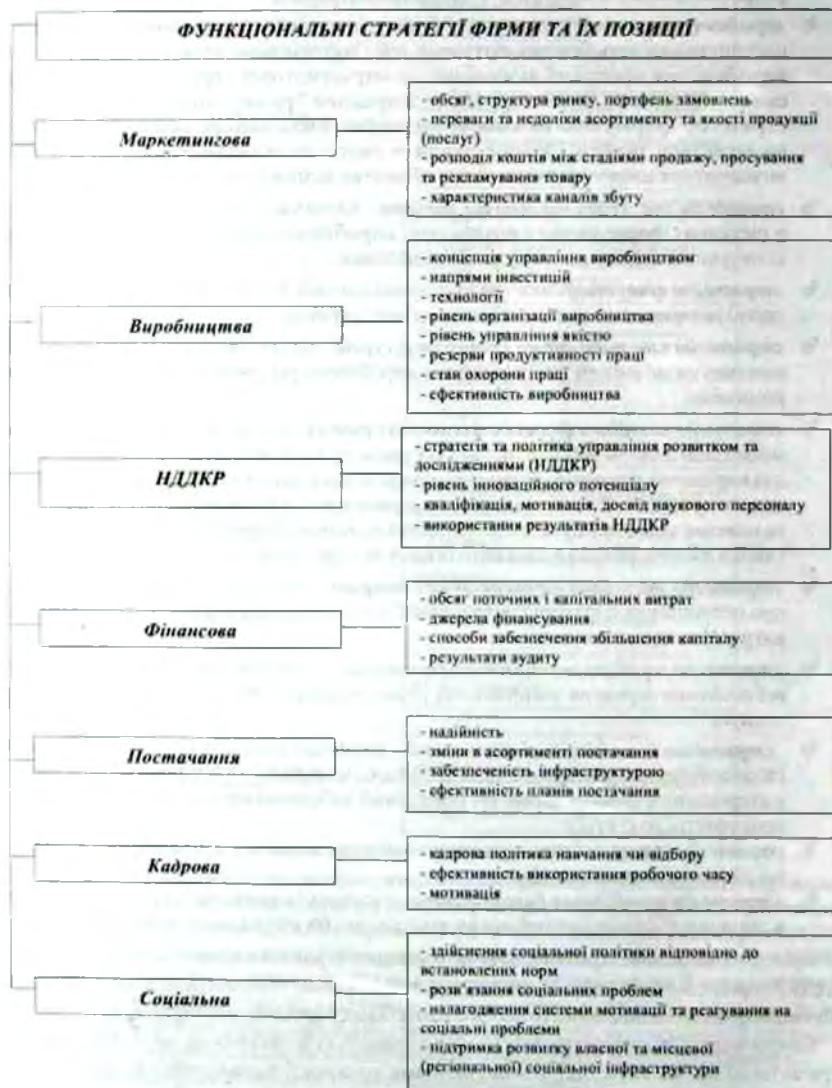 ФУНКЦІОНАЛЬНІ СТРАТЕГІЇ ФІРМИ ТА ЇХ ПОЗИЦІЇ
Маркетингова
- обсяг, структура ринку, портфель замовлень
- переваги та недоліки асортименту та якості продукції
(послуг)
- розподіл коштів між стадіями продажу, просування
та рекламування товару
- характеристика каналів збуту
Виробництва
- концепція управління виробництвом
- напрями інвестицій
- технології
- рівень організації виробництва
- рівень управління якістю
- резерви продуктивності праці
- стан охорони праці
- ефективність виробництва
НДДКР
- стратегія та політика управління розвитком та
дослідженнями (НДДКР)
- рівень інноваційного потенціалу
- кваліфікація, мотивація, досвід наукового персоналу
- використання результатів НДДКР
Фінансова
- обсяг поточних і капітальних витрат
- джерела фінансування
- способи забезпечення збільшення капіталу
- результати аудиту
Постачання
- надійність
- зміни в асортименті постачання
- забезпеченість інфраструктурою
- ефективність планів постачання
Кадрова
- кадрова політика навчання чи відбору
- ефективність використання робочого часу
- мотивація
Соціальна
- здійснення соціальної політики відповідно до
встановлених норм
- розв'язання соціальних проблем
- налагодження системи мотивації та реагування на
соціальні проблеми
- підтримка розвитку власної та місцевої
(регіональної) соціальної інфраструктури